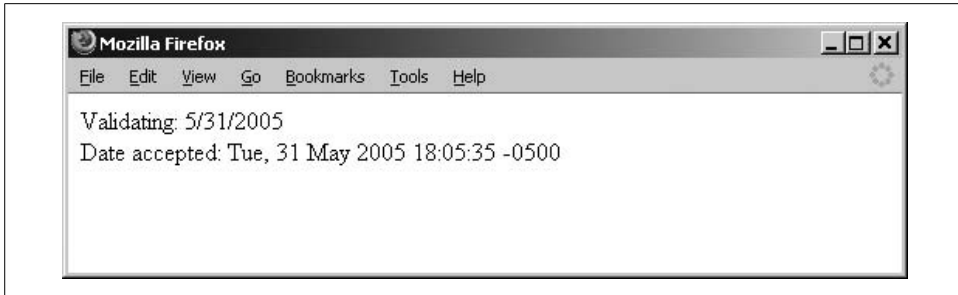 Mozilla Firefox
File Edit View Go Bookmarks Tools Help
Validating: 5/31/2005
Date accepted: Tue, 31 May 2005 18:05:35 -0500